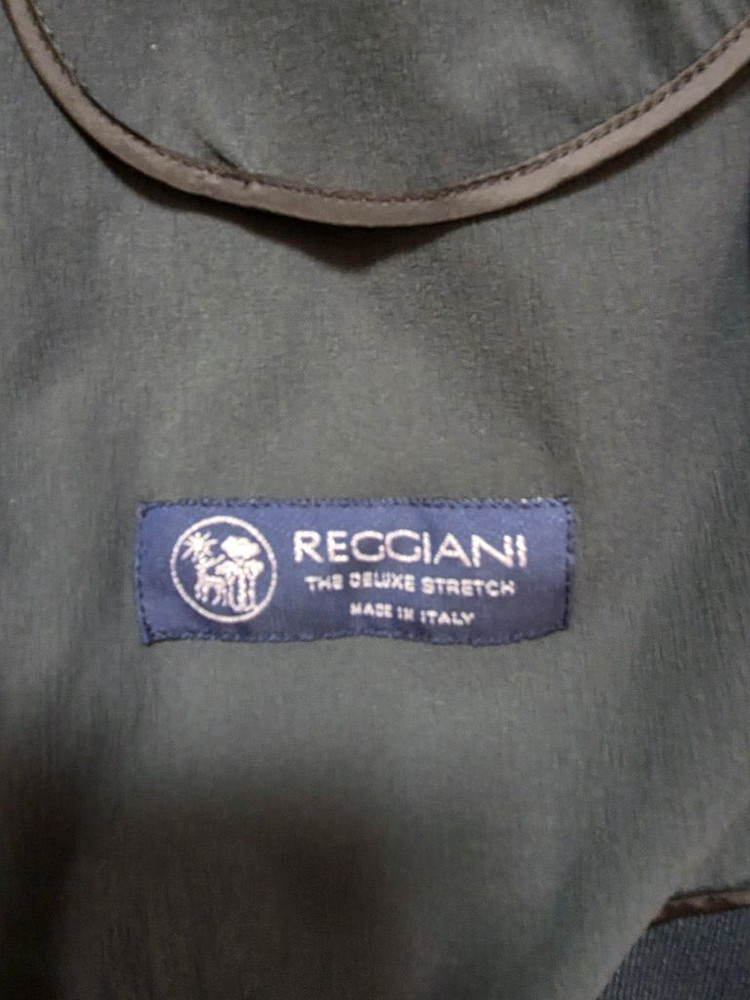 REGGIANI
THE DELUXE STRETCH
MADE IN ITALY